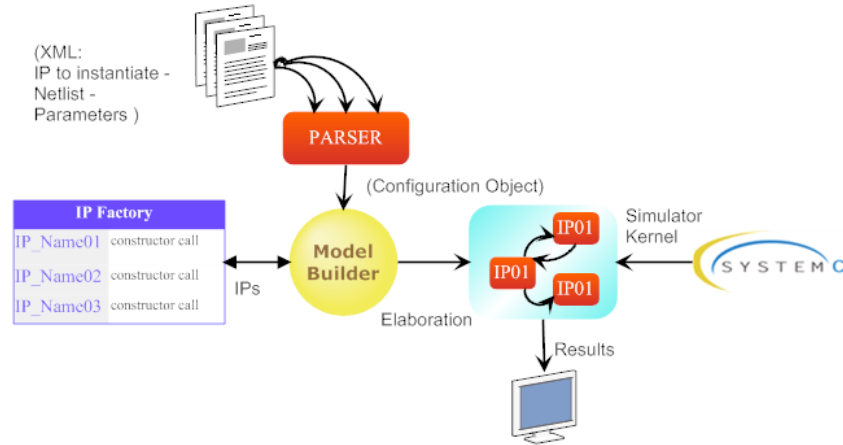 (XML:
IP to instantiate -
Netlist -
Parameters )
PARSER
(Configuration Object)
IP Factory
IP_Name01 constructor call
IP_Name02 constructor call
IP_Name03 constructor call
IPs
Model
Builder
Elaboration
IP01
IP01
IP01
Simulator
Kernel
SYSTEM C
Results